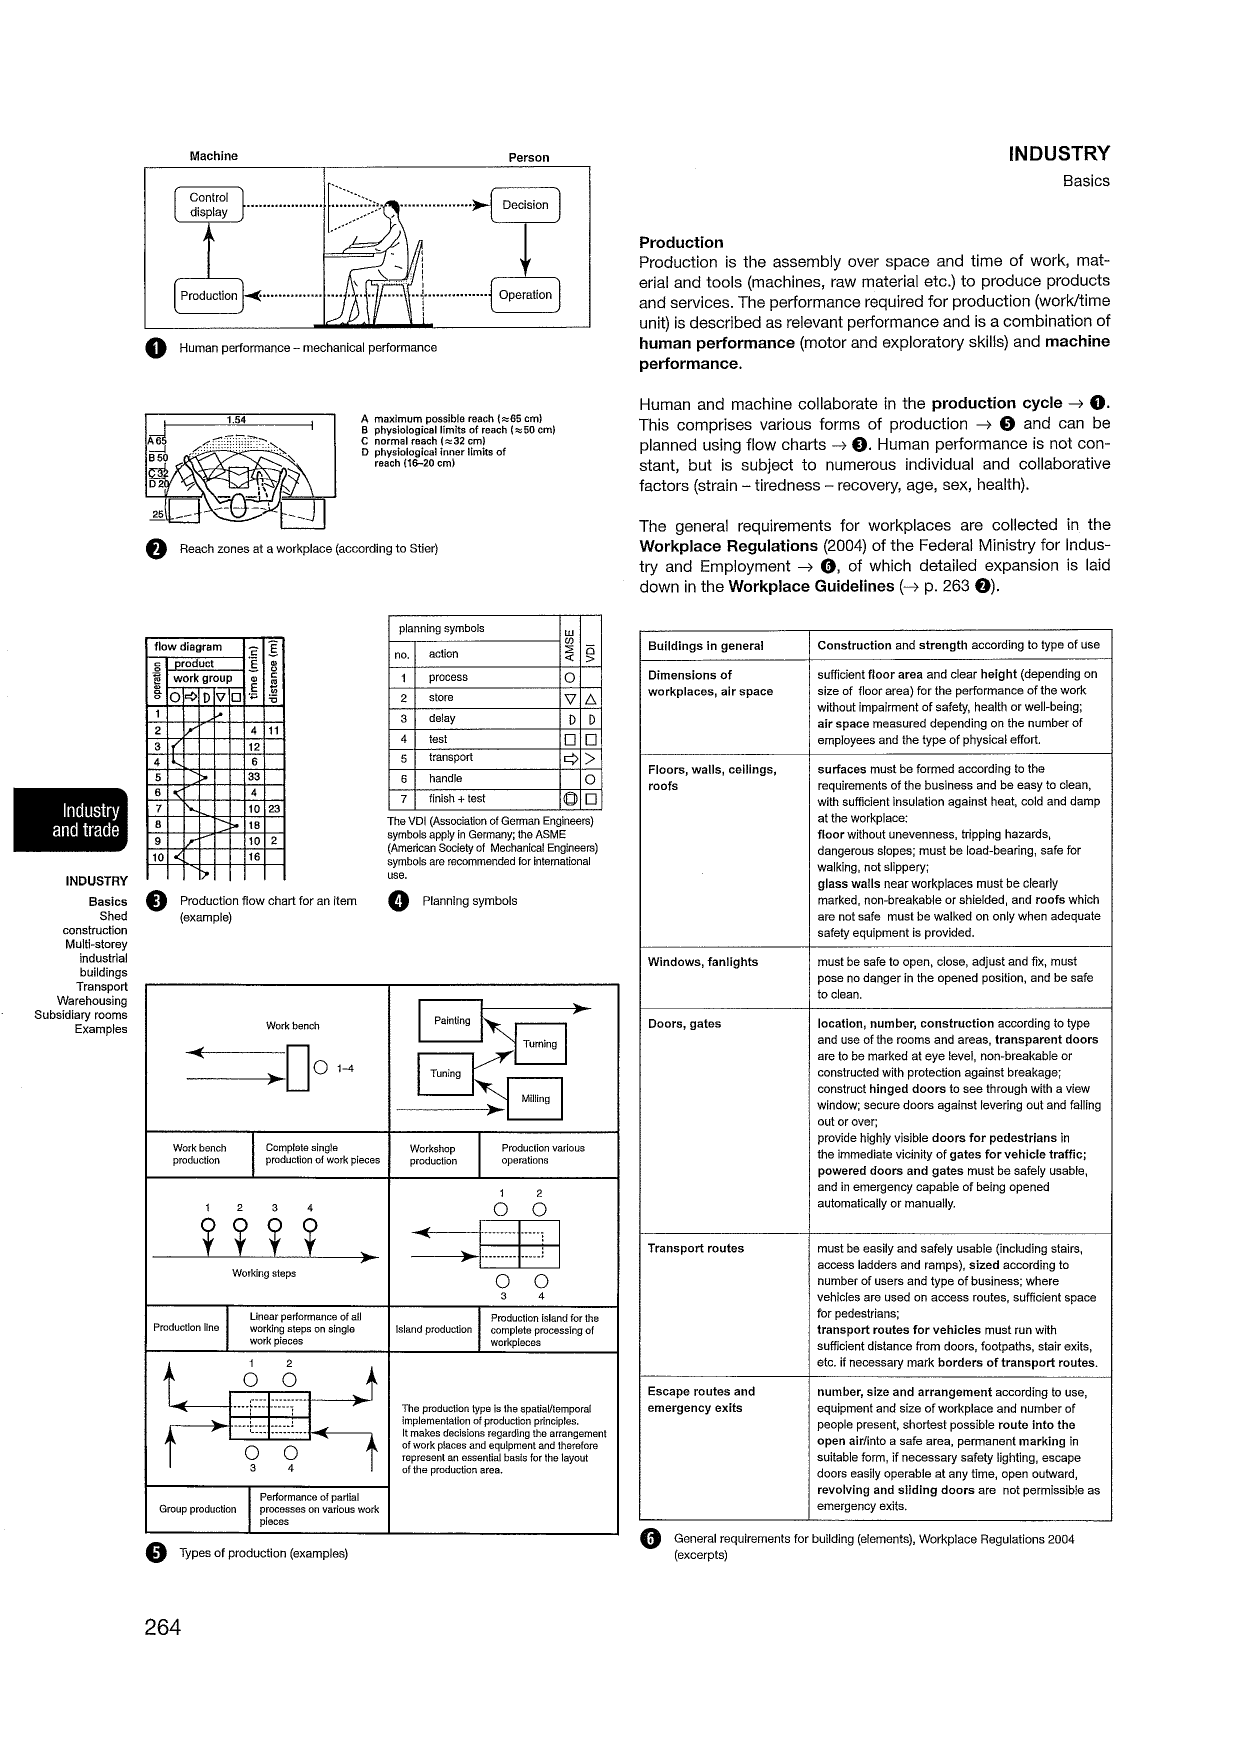 INDUSTRY
Basics
Machine
Person
Control
display
Decision
Production
Operation
1 Human performance – mechanical performance
1.54
A 65
B 50
C 32
D 20
25
A maximum possible reach (≈65 cm)
B physiological limits of reach (≈50 cm)
C normal reach (≈32 cm)
D physiological inner limits of
reach (16–20 cm)
2 Reach zones at a workplace (according to Stier)
flow diagram
product
work group
operation
time (min)
distance (m)
D
1
2 4 11
3 12
4 6
5 33
6 4
7 10 23
8 18
9 10 2
10 16
3 Production flow chart for an item
(example)
planning symbols
AMSE
VDI
no. action
1 process
2 store
3 delay D D
4 test
5 transport
6 handle
7 finish + test
The VDI (Association of German Engineers)
symbols apply in Germany; the ASME
(American Society of Mechanical Engineers)
symbols are recommended for international
use.
4 Planning symbols
Industry
and trade
INDUSTRY
Basics
Shed
construction
Multi-storey
industrial
buildings
Transport
Warehousing
Subsidiary rooms
Examples
Work bench
1–4
Work bench
production
Complete single
production of work pieces
Painting
Turning
Tuning
Milling
Workshop
production
Production various
operations
1 2 3 4
Working steps
Production line
Linear performance of all
working steps on single
work pieces
1 2
3 4
Island production
Production island for the
complete processing of
workpieces
1 2
3 4
Group production
Performance of partial
processes on various work
pieces
The production type is the spatial/temporal
implementation of production principles.
It makes decisions regarding the arrangement
of work places and equipment and therefore
represent an essential basis for the layout
of the production area.
5 Types of production (examples)
Production
Production is the assembly over space and time of work, mat-
erial and tools (machines, raw material etc.) to produce products
and services. The performance required for production (work/time
unit) is described as relevant performance and is a combination of
human performance (motor and exploratory skills) and machine
performance.
Human and machine collaborate in the production cycle → 1.
This comprises various forms of production → 5 and can be
planned using flow charts → 3. Human performance is not con-
stant, but is subject to numerous individual and collaborative
factors (strain – tiredness – recovery, age, sex, health).
The general requirements for workplaces are collected in the
Workplace Regulations (2004) of the Federal Ministry for Indus-
try and Employment → 6, of which detailed expansion is laid
down in the Workplace Guidelines (→ p. 263 2).
Buildings in general
Construction and strength according to type of use
Dimensions of
workplaces, air space
sufficient floor area and clear height (depending on
size of floor area) for the performance of the work
without impairment of safety, health or well-being;
air space measured depending on the number of
employees and the type of physical effort.
Floors, walls, ceilings,
roofs
surfaces must be formed according to the
requirements of the business and be easy to clean,
with sufficient insulation against heat, cold and damp
at the workplace:
floor without unevenness, tripping hazards,
dangerous slopes; must be load-bearing, safe for
walking, not slippery;
glass walls near workplaces must be clearly
marked, non-breakable or shielded, and roofs which
are not safe must be walked on only when adequate
safety equipment is provided.
Windows, fanlights
must be safe to open, close, adjust and fix, must
pose no danger in the opened position, and be safe
to clean.
Doors, gates
location, number, construction according to type
and use of the rooms and areas, transparent doors
are to be marked at eye level, non-breakable or
constructed with protection against breakage;
construct hinged doors to see through with a view
window; secure doors against levering out and falling
out or over;
provide highly visible doors for pedestrians in
the immediate vicinity of gates for vehicle traffic;
powered doors and gates must be safely usable,
and in emergency capable of being opened
automatically or manually.
Transport routes
must be easily and safely usable (including stairs,
access ladders and ramps), sized according to
number of users and type of business; where
vehicles are used on access routes, sufficient space
for pedestrians;
transport routes for vehicles must run with
sufficient distance from doors, footpaths, stair exits,
etc. if necessary mark borders of transport routes.
Escape routes and
emergency exits
number, size and arrangement according to use,
equipment and size of workplace and number of
people present, shortest possible route into the
open air/into a safe area, permanent marking in
suitable form, if necessary safety lighting, escape
doors easily operable at any time, open outward,
revolving and sliding doors are not permissible as
emergency exits.
6 General requirements for building (elements), Workplace Regulations 2004
(excerpts)
264